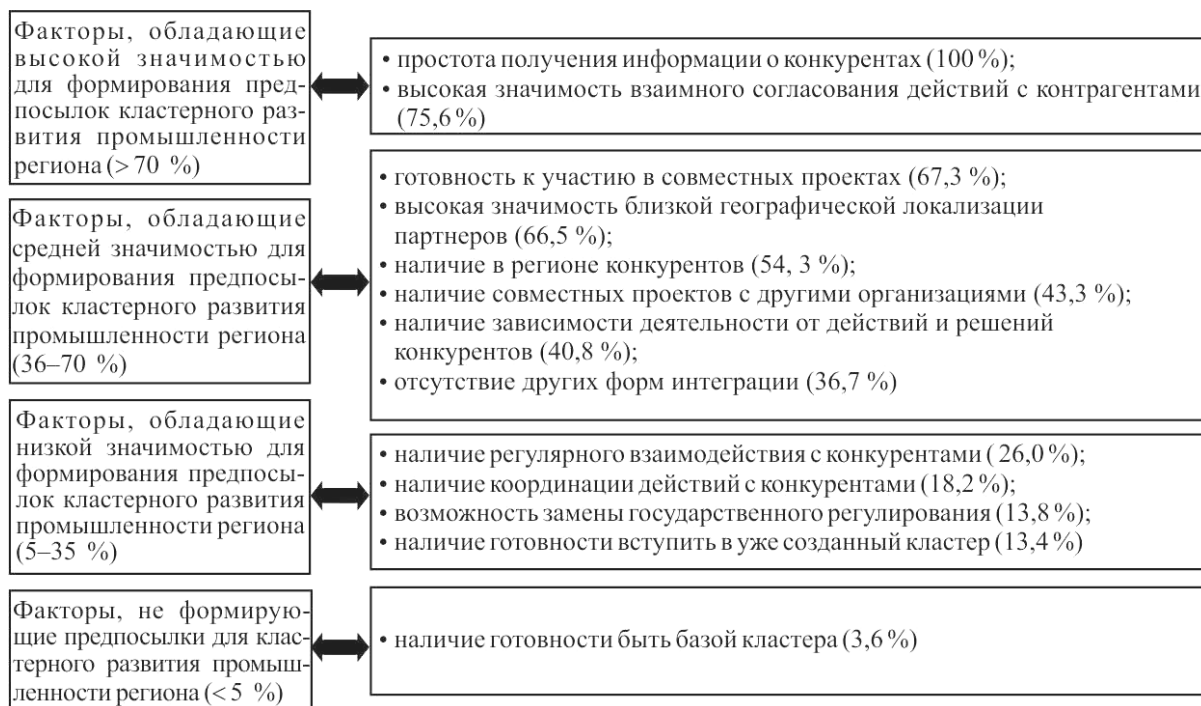 Факторы, обладающие
высокой значимостью
для формирования пред-
посылок кластерного раз-
вития промышленности
региона (> 70 %)
• простота получения информации о конкурентах (100 %);
• высокая значимость взаимного согласования действий с контрагентами
(75,6 %)
Факторы, обладающие
средней значимостью для
формирования предпосы-
лок кластерного развития
промышленности региона
(36–70 %)
• готовность к участию в совместных проектах (67,3 %);
• высокая значимость близкой географической локализации
партнеров (66,5 %);
• наличие в регионе конкурентов (54, 3 %);
• наличие совместных проектов с другими организациями (43,3 %);
• наличие зависимости деятельности от действий и решений
конкурентов (40,8 %);
• отсутствие других форм интеграции (36,7 %)
Факторы, обладающие
низкой значимостью для
формирования предпосы-
лок кластерного развития
промышленности региона
(5–35 %)
• наличие регулярного взаимодействия с конкурентами ( 26,0 %);
• наличие координации действий с конкурентами (18,2 %);
• возможность замены государственного регулирования (13,8 %);
• наличие готовности вступить в уже созданный кластер (13,4 %)
Факторы, не формирую-
щие предпосылки для клас-
терного развития промыш-
ленности региона (< 5 %)
• наличие готовности быть базой кластера (3,6 %)